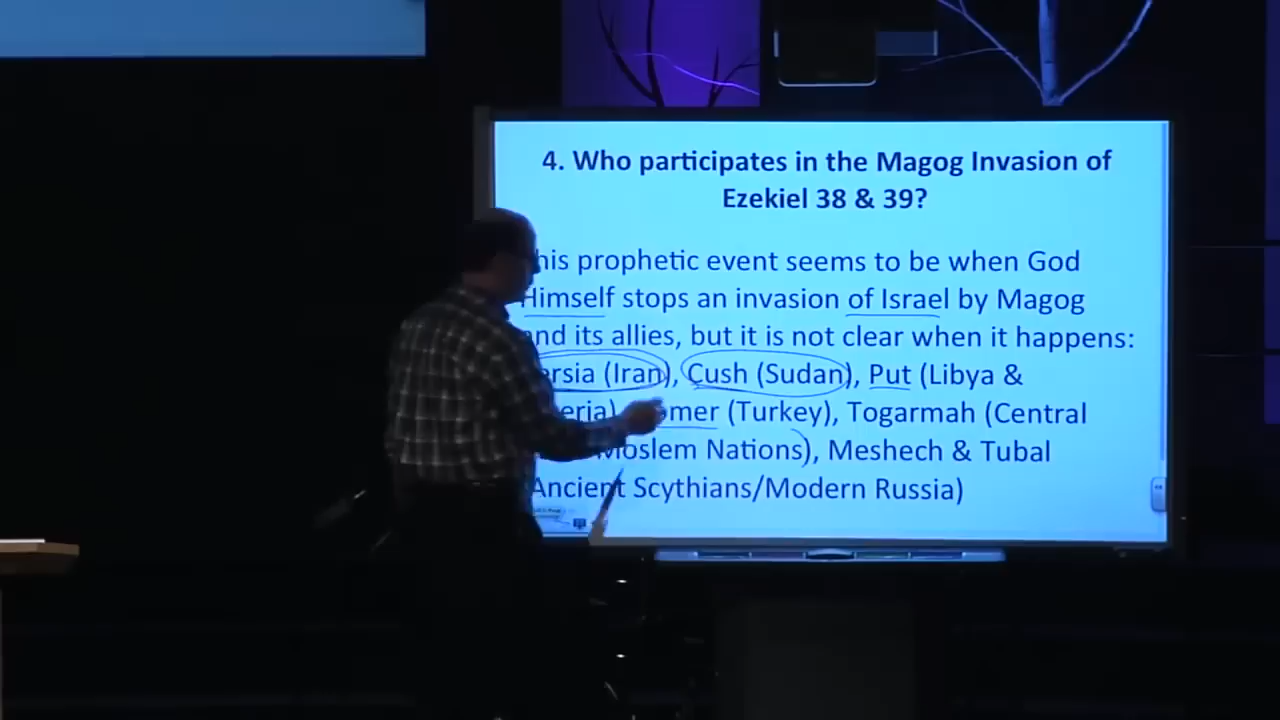 4. Who participates in the Magog Invasion of
Ezekiel 38 & 39?
his prophetic event seems to be when God
Himself stops an invasion of Israel by Magog
nd its allies, but it is not clear when it happens:
ersia (Iran), Cush (Sudan), Put (Libya &
eria) omer (Turkey), Togarmah (Central
Moslem Nations), Meshech & Tubal
Ancient Scythians/Modern Russia)